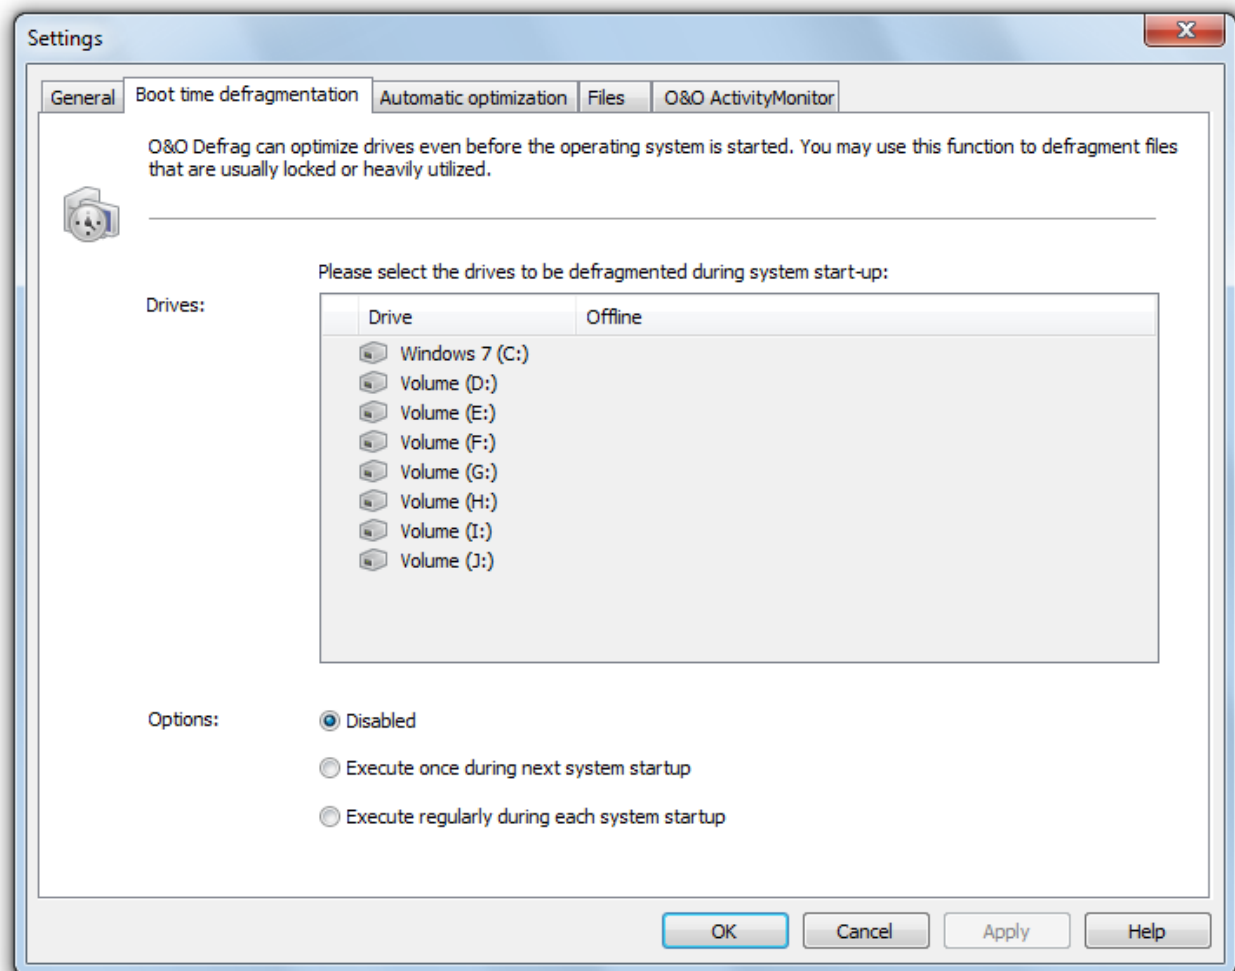 Settings
General Boot time defragmentation Automatic optimization Files O&O ActivityMonitor
O&O Defrag can optimize drives even before the operating system is started. You may use this function to defragment files
that are usually locked or heavily utilized.
Please select the drives to be defragmented during system start-up:
Drives:
Drive Offline
Windows 7 (C:)
Volume (D:)
Volume (E:)
Volume (F:)
Volume (G:)
Volume (H:)
Volume (I:)
Volume (J:)
Options: Disabled
Execute once during next system startup
Execute regularly during each system startup
OK Cancel Apply Help